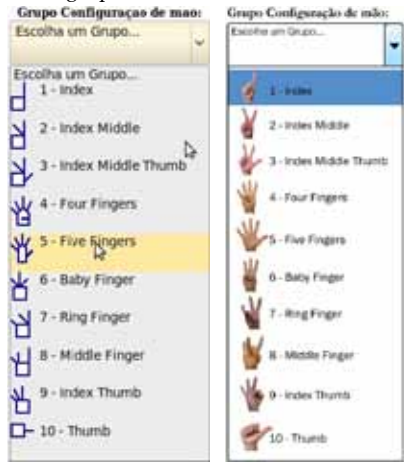 Grupo Configuraçao de mao:
Escolha um Grupo...
Escolha um Grupo...
1 - Index
2 - Index Middle
3 - Index Middle Thumb
4 - Four Fingers
5 - Five Fingers
6 - Baby Finger
7 - Ring Finger
8 - Middle Finger
9 - Index Thumb
10 - Thumb
Grupo Configuração de mão:
Escolha um Grupo...
1 - Index
2 - Index Middle
3 - Index Middle Thumb
4 - Four Fingers
5 - Five Fingers
6 - Baby Finger
7 - Ring Finger
8 - Middle Finger
9 - Index Thumb
10 - Thumb